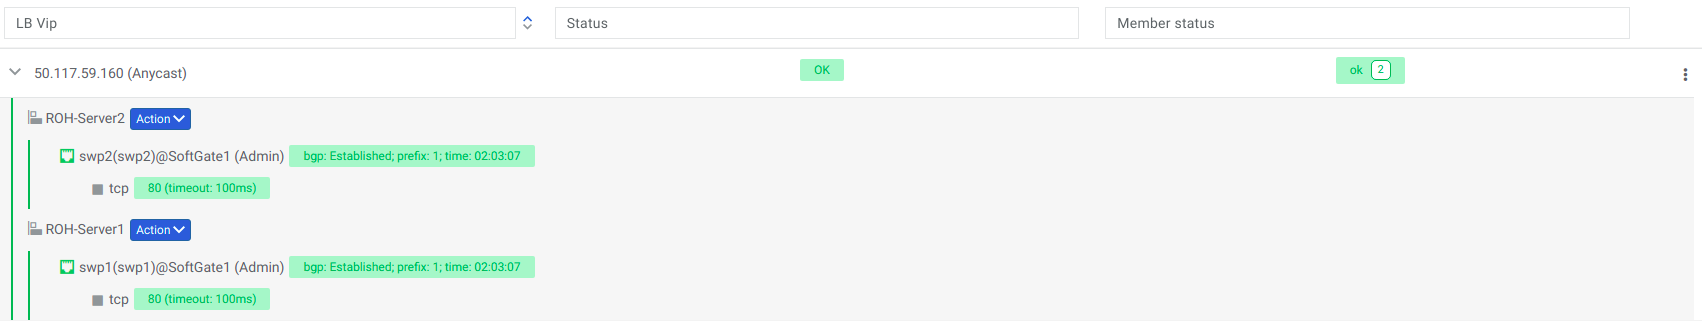 LB Vip Status Member status
50.117.59.160 (Anycast) OK ok 2
ROH-Server2 Action
swp2(swp2)@SoftGate1 (Admin) bgp: Established; prefix: 1; time: 02:03:07
tcp 80 (timeout: 100ms)
ROH-Server1 Action
swp1(swp1)@SoftGate1 (Admin) bgp: Established; prefix: 1; time: 02:03:07
tcp 80 (timeout: 100ms)